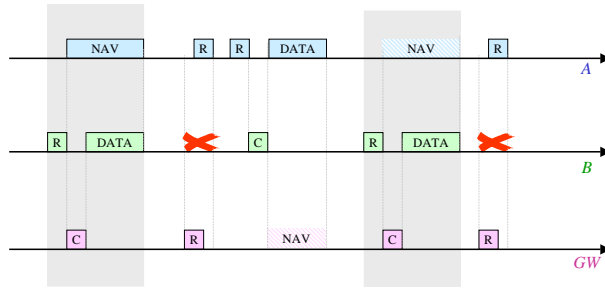 NAV R R DATA NAV R
A
R DATA C R DATA
B
C R NAV C R
GW